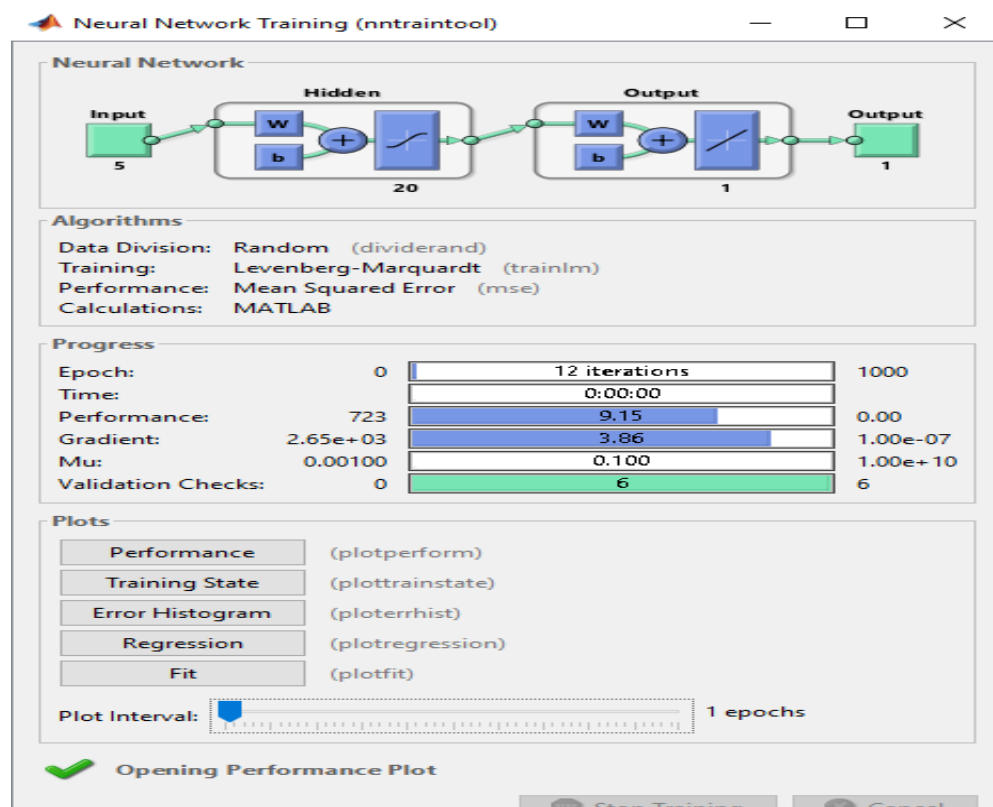 Neural Network Training (nntraintool)
Neural Network
Hidden
Output
Input
Output
W
W
b
b
5
20
1
1
Algorithms
Data Division: Random (dividerand)
Training: Levenberg-Marquardt (trainlm)
Performance: Mean Squared Error (mse)
Calculations: MATLAB
Progress
Epoch: 0 12 iterations 1000
Time: 0:00:00
Performance: 723 9.15 0.00
Gradient: 2.65e+03 3.86 1.00e-07
Mu: 0.00100 0.100 1.00e+10
Validation Checks: 0 6 6
Plots
Performance (plotperform)
Training State (plottrainstate)
Error Histogram (ploterrhist)
Regression (plotregression)
Fit (plotfit)
Plot Interval: 1 epochs
Opening Performance Plot
Stop Training Cancel